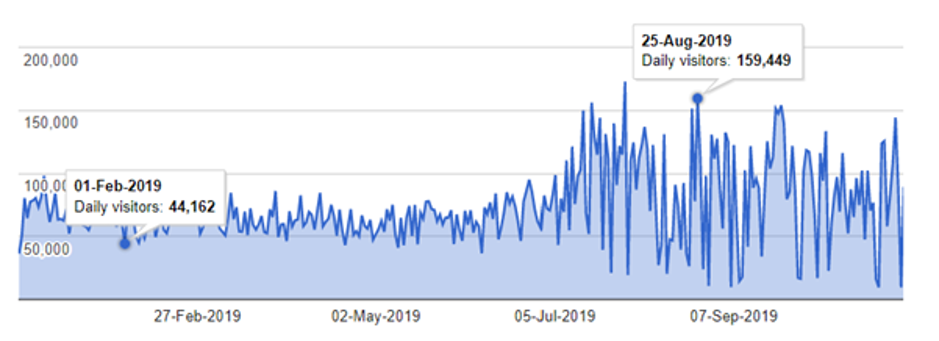 25-Aug-2019
Daily visitors: 159,449
200,000
150,000
100,0
01-Feb-2019
Daily visitors: 44,162
50,000
27-Feb-2019
02-May-2019
05-Jul-2019
07-Sep-2019